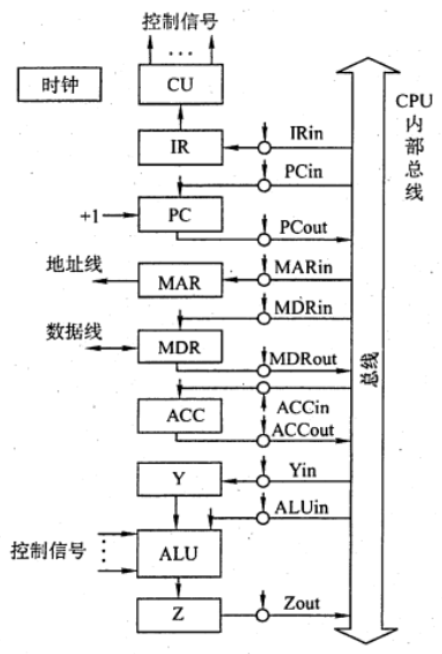 控制信号
...
时钟
CU
CPU
内
部
总
线
IR
IRin
PCin
+1
PC
PCout
地址线
MAR
MARin
MDRin
数据线
MDR
MDRout
总线
ACC
ACCin
ACCout
Y
Yin
ALUin
控制信号
ALU
Z
Zout